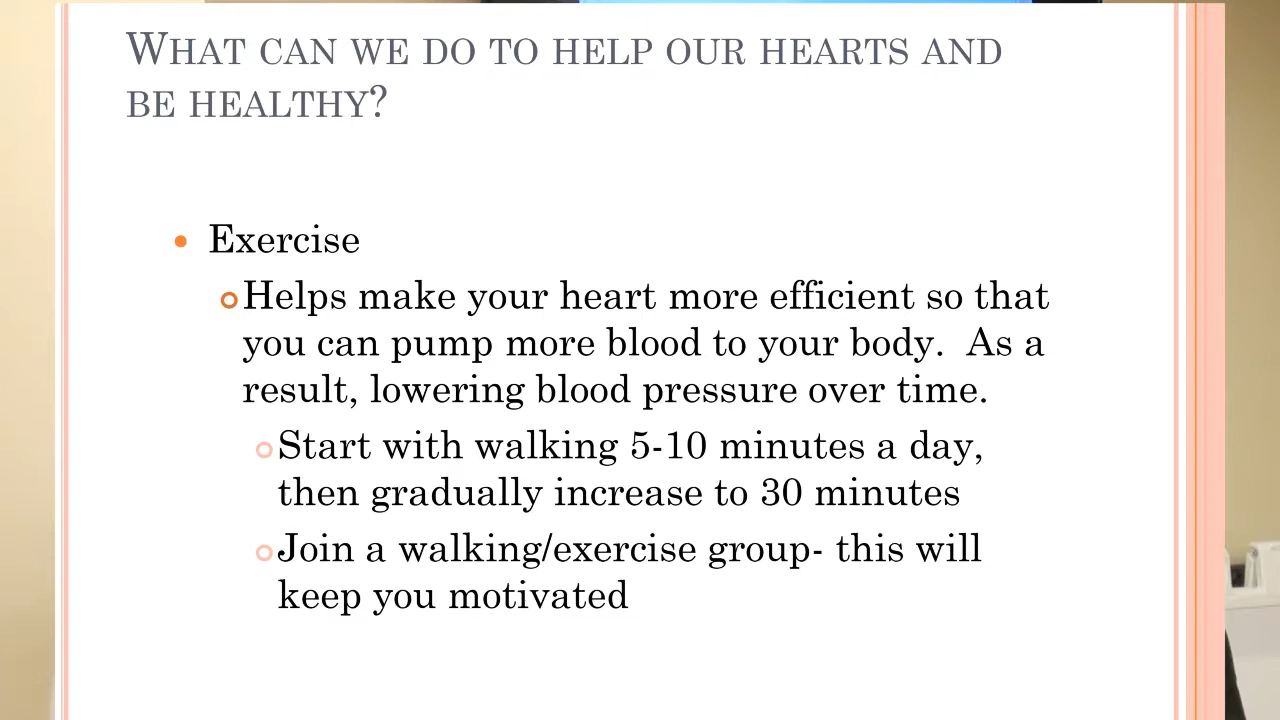 What can we do to help our hearts and
be healthy?
• Exercise
Helps make your heart more efficient so that
you can pump more blood to your body.  As a
result, lowering blood pressure over time.
Start with walking 5-10 minutes a day,
then gradually increase to 30 minutes
Join a walking/exercise group- this will
keep you motivated